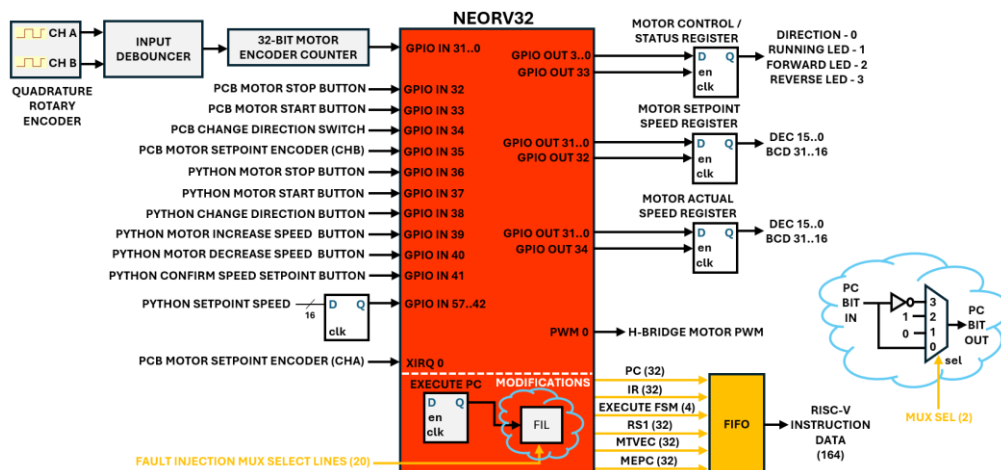 NEORV32
CH A
CH B
QUADRATURE
ROTARY
ENCODER
INPUT
DEBOUNCER
32-BIT MOTOR
ENCODER COUNTER
GPIO IN 31..0
PCB MOTOR STOP BUTTON
GPIO IN 32
PCB MOTOR START BUTTON
GPIO IN 33
PCB CHANGE DIRECTION SWITCH
GPIO IN 34
PCB MOTOR SETPOINT ENCODER (CHB)
GPIO IN 35
PYTHON MOTOR STOP BUTTON
GPIO IN 36
PYTHON MOTOR START BUTTON
GPIO IN 37
PYTHON CHANGE DIRECTION BUTTON
GPIO IN 38
PYTHON MOTOR INCREASE SPEED BUTTON
GPIO IN 39
PYTHON MOTOR DECREASE SPEED BUTTON
GPIO IN 40
PYTHON CONFIRM SPEED SETPOINT BUTTON
GPIO IN 41
PYTHON SETPOINT SPEED
16
D Q
clk
GPIO IN 57..42
PCB MOTOR SETPOINT ENCODER (CHA)
XIRQ 0
GPIO OUT 3..0
GPIO OUT 33
MOTOR CONTROL /
STATUS REGISTER
D Q
en
clk
DIRECTION - 0
RUNNING LED - 1
FORWARD LED - 2
REVERSE LED - 3
GPIO OUT 31..0
GPIO OUT 32
MOTOR SETPOINT
SPEED REGISTER
D Q
en
clk
DEC 15..0
BCD 31..16
GPIO OUT 31..0
GPIO OUT 34
MOTOR ACTUAL
SPEED REGISTER
D Q
en
clk
DEC 15..0
BCD 31..16
PWM 0
H-BRIDGE MOTOR PWM
EXECUTE PC
D Q
en
clk
MODIFICATIONS
FIL
FAULT INJECTION MUX SELECT LINES (20)
PC (32)
IR (32)
EXECUTE FSM (4)
RS1 (32)
MTVEC (32)
MEPC (32)
FIFO
RISC-V
INSTRUCTION
DATA
(164)
PC
BIT
IN
3
1 2
0 1
0
sel
PC
BIT
OUT
MUX SEL (2)